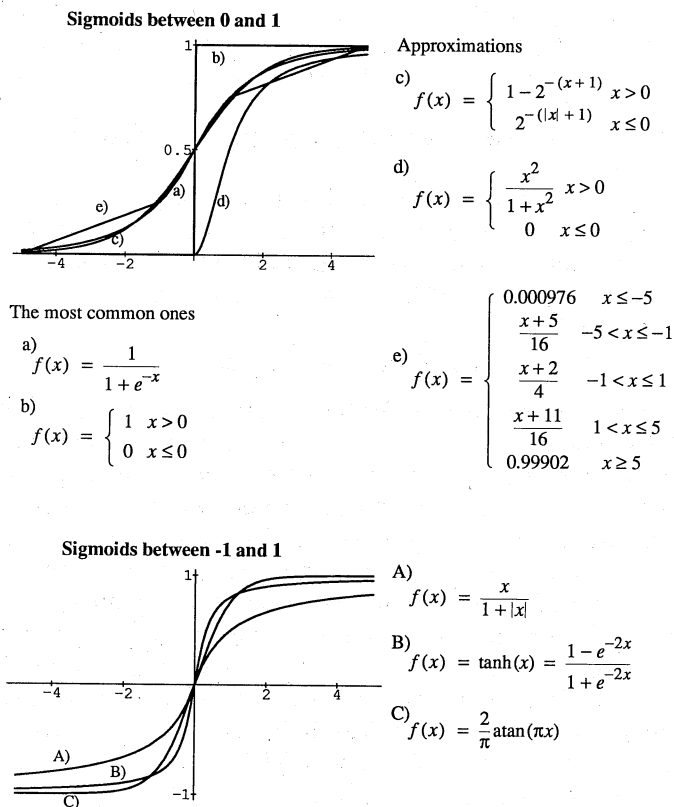 Sigmoids between 0 and 1
1
b)
0.5
a)
e)
d)
c)
-4 -2 2 4
The most common ones
a)
f(x) = 1 / (1 + e^-x)
b)
f(x) = { 1 x > 0
0 x ≤ 0
Approximations
c)
f(x) = { 1 − 2^−(x + 1) x > 0
2^−(|x| + 1) x ≤ 0
d)
f(x) = { x^2 / (1 + x^2) x > 0
0 x ≤ 0
e)
f(x) = { 0.000976 x ≤ −5
(x + 5) / 16 −5 < x ≤ −1
(x + 2) / 4 −1 < x ≤ 1
(x + 11) / 16 1 < x ≤ 5
0.99902 x ≥ 5
Sigmoids between -1 and 1
1
-4 -2 2 4
A)
B)
C)
-1
A)
f(x) = x / (1 + |x|)
B)
f(x) = tanh(x) = (1 − e^−2x) / (1 + e^−2x)
C)
f(x) = 2/π atan(πx)